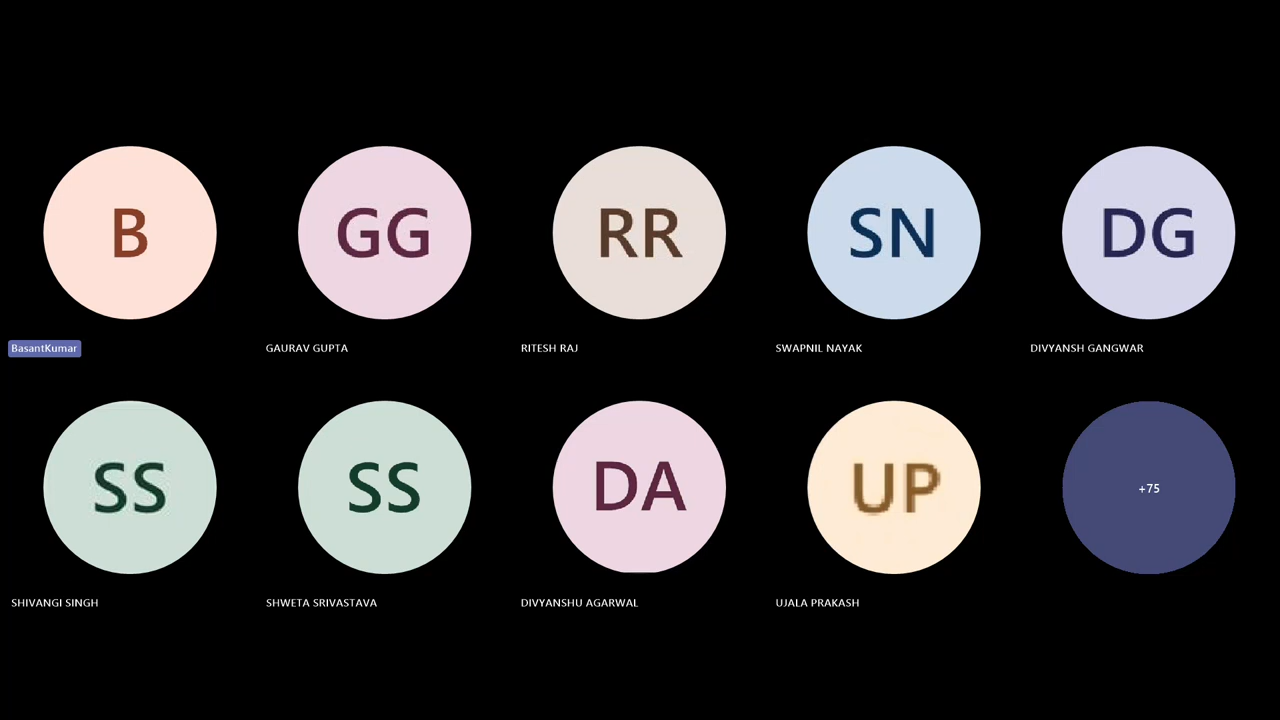 B
GG
RR
SN
DG
BasantKumar
GAURAV GUPTA
RITESH RAJ
SWAPNIL NAYAK
DIVYANSH GANGWAR
SS
SS
DA
UP
+75
SHIVANGI SINGH
SHWETA SRIVASTAVA
DIVYANSHU AGARWAL
UJALA PRAKASH